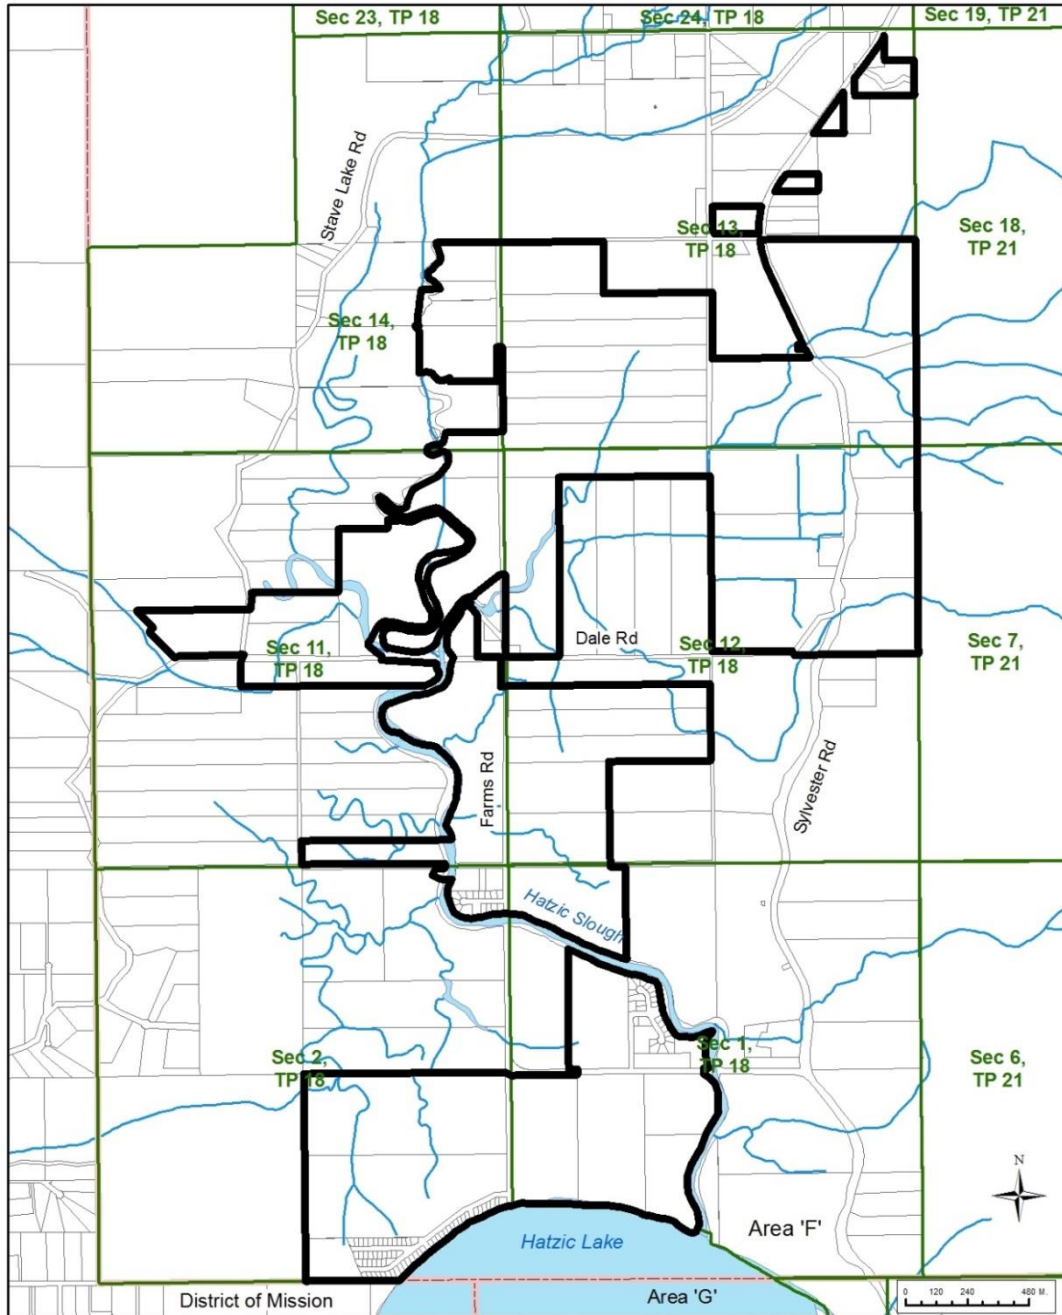 Sec 23, TP 18
Sec 24, TP 18
Sec 19, TP 21
Stave Lake Rd
Sec 13,
TP 18
Sec 18,
TP 21
Sec 14,
TP 18
Dale Rd
Sec 11,
TP 18
Sec 12,
TP 18
Sec 7,
TP 21
Farms Rd
Sylvester Rd
Hatzic Slough
Sec 2,
TP 18
Sec 1,
TP 18
Sec 6,
TP 21
N
Area 'F'
Hatzic Lake
District of Mission
Area 'G'
0 120 240 480 M.